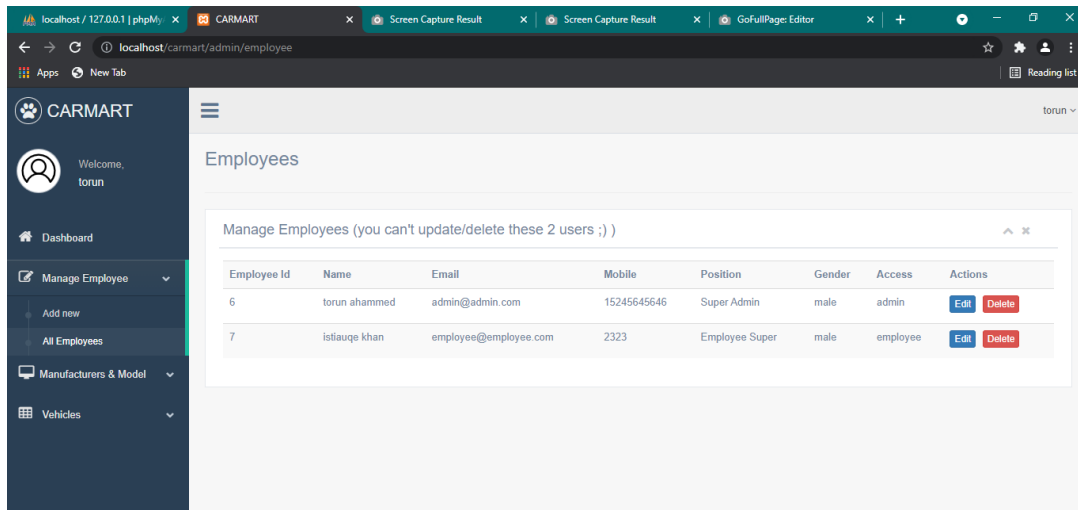 localhost / 127.0.0.1 | phpMy
CARMART
Screen Capture Result
Screen Capture Result
GoFullPage: Editor
localhost/carmart/admin/employee
Apps
New Tab
Reading list
CARMART
torun
Welcome,
torun
Employees
Dashboard
Manage Employee
Add new
All Employees
Manufacturers & Model
Vehicles
Manage Employees (you can't update/delete these 2 users ;) )
Employee Id Name Email Mobile Position Gender Access Actions
6 torun ahammed admin@admin.com 15245645646 Super Admin male admin Edit Delete
7 istiauqe khan employee@employee.com 2323 Employee Super male employee Edit Delete